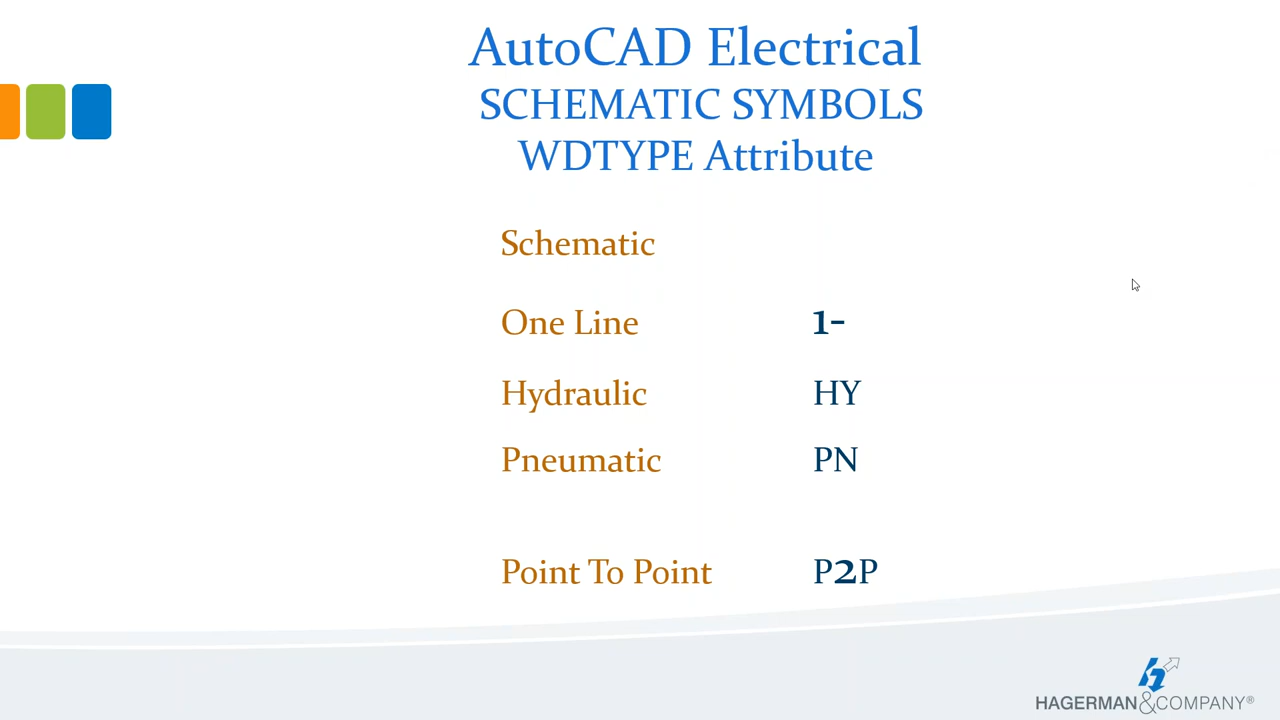 AutoCAD Electrical
SCHEMATIC SYMBOLS
WDTYPE Attribute
Schematic
One Line 1-
Hydraulic HY
Pneumatic PN
Point To Point P2P
HAGERMAN&COMPANY®